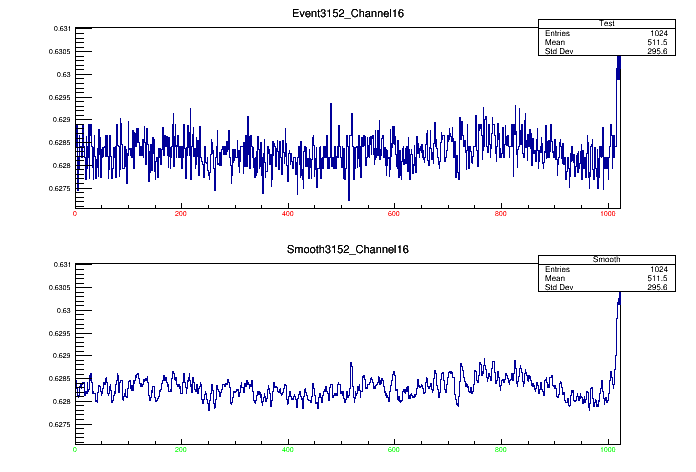 Event3152_Channel16
Test
Entries 1024
Mean 511.5
Std Dev 295.6
0.631
0.6305
0.63
0.6295
0.629
0.6285
0.628
0.6275
0 200 400 600 800 1000
Smooth3152_Channel16
Smooth
Entries 1024
Mean 511.5
Std Dev 295.6
0.631
0.6305
0.63
0.6295
0.629
0.6285
0.628
0.6275
0 200 400 600 800 1000